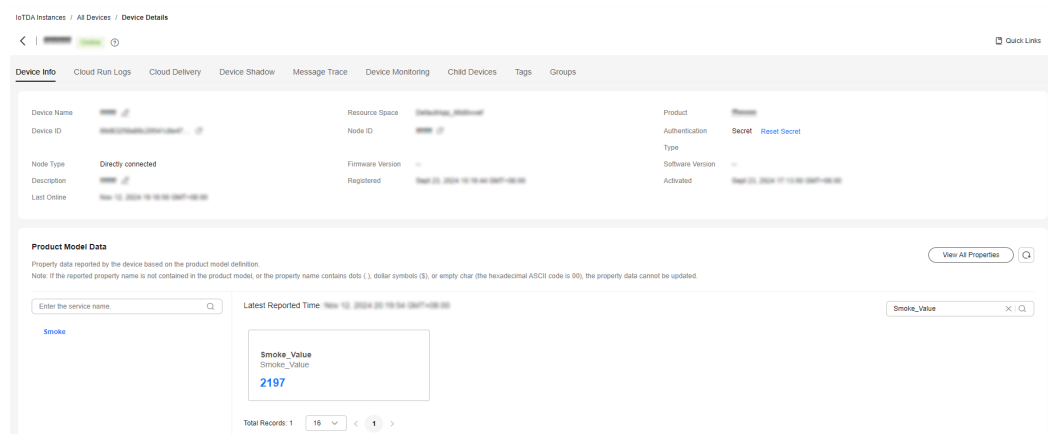 IoTDA Instances / All Devices / Device Details
Quick Links
Device Info Cloud Run Logs Cloud Delivery Device Shadow Message Trace Device Monitoring Child Devices Tags Groups
Device Name Resource Space Product
Device ID Node ID Authentication Type Secret Reset Secret
Node Type Directly connected Firmware Version -- Software Version --
Description Registered Activated
Last Online
Product Model Data
View All Properties
Property data reported by the device based on the product model definition.
Note: If the reported property name is not contained in the product model, or the property name contains dots (.), dollar symbols ($), or empty char (the hexadecimal ASCII code is 00), the property data cannot be updated.
Enter the service name. Latest Reported Time: Smoke_Value
Smoke
Smoke_Value
Smoke_Value
2197
Total Records: 1 16 < 1 >